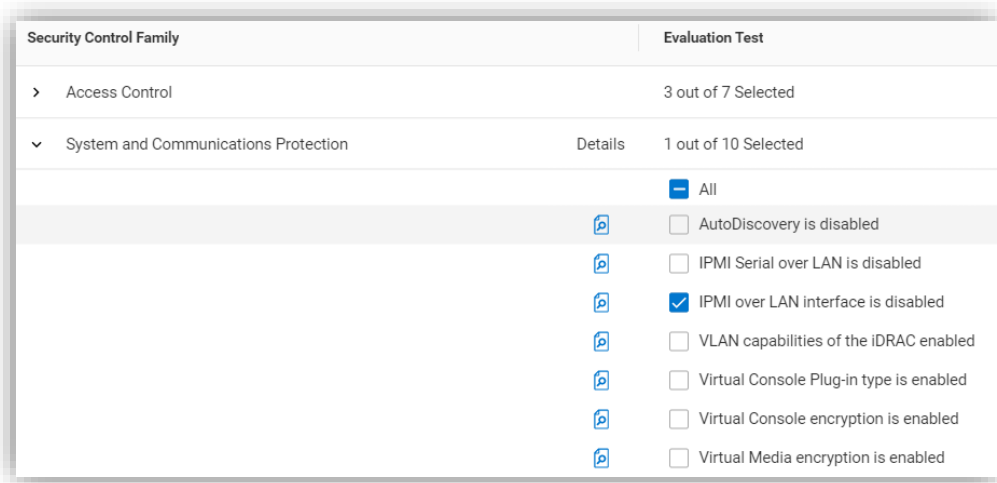 Security Control Family Evaluation Test
Access Control 3 out of 7 Selected
System and Communications Protection Details 1 out of 10 Selected
All
AutoDiscovery is disabled
IPMI Serial over LAN is disabled
IPMI over LAN interface is disabled
VLAN capabilities of the iDRAC enabled
Virtual Console Plug-in type is enabled
Virtual Console encryption is enabled
Virtual Media encryption is enabled